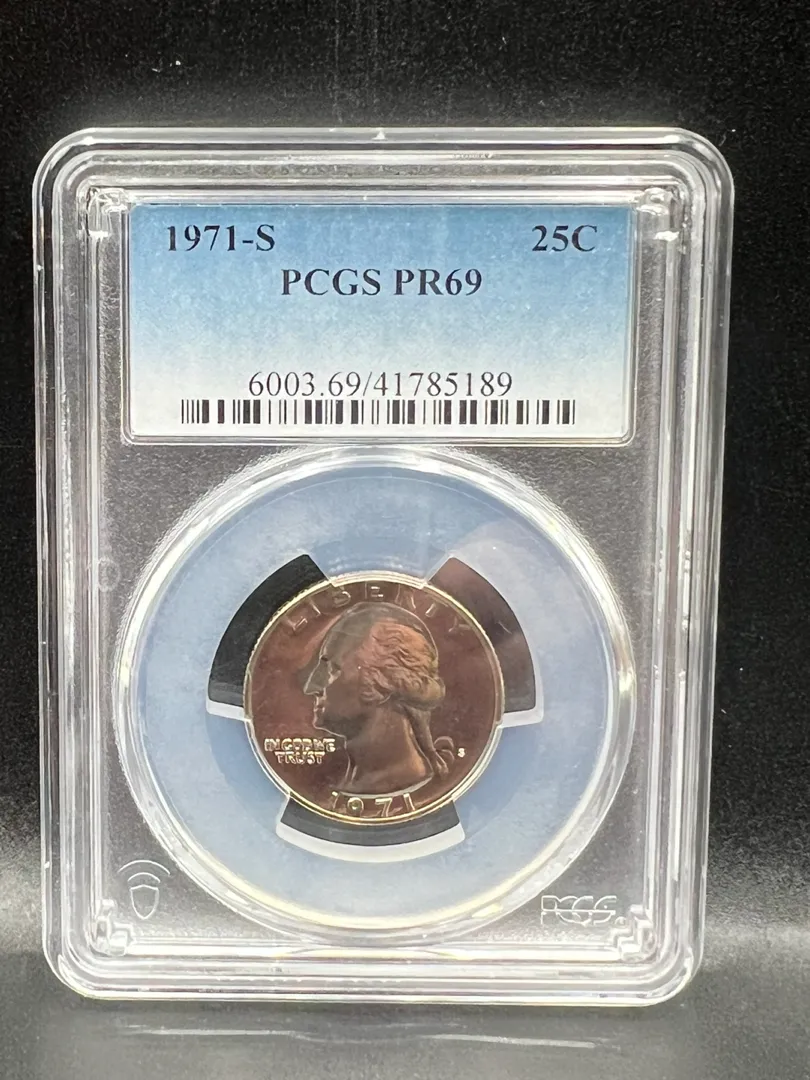 1971-S 25C
PCGS PR69
6003.69/41785189
LIBERTY
IN GOD WE
TRUST
S
1971
PCGS